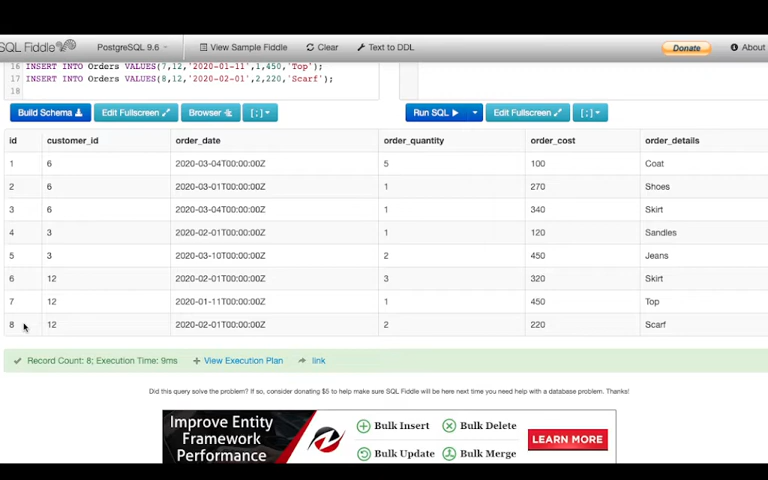 SQL Fiddle PostgreSQL 9.6 View Sample Fiddle Clear Text to DDL Donate About
16 INSERT INTO Orders VALUES(7,12,'2020-01-11',1,450,'Top');
17 INSERT INTO Orders VALUES(8,12,'2020-02-01',2,220,'Scarf');
18
Build Schema Edit Fullscreen Browser [ ; ] Run SQL Edit Fullscreen [ ; ]
id customer_id order_date order_quantity order_cost order_details
1 6 2020-03-04T00:00:00Z 5 100 Coat
2 6 2020-03-01T00:00:00Z 1 270 Shoes
3 6 2020-03-04T00:00:00Z 1 340 Skirt
4 3 2020-02-01T00:00:00Z 1 120 Sandles
5 3 2020-03-10T00:00:00Z 2 450 Jeans
6 12 2020-02-01T00:00:00Z 3 320 Skirt
7 12 2020-01-11T00:00:00Z 1 450 Top
8 12 2020-02-01T00:00:00Z 2 220 Scarf
Record Count: 8; Execution Time: 9ms View Execution Plan link
Did this query solve the problem? If so, consider donating $5 to help make sure SQL Fiddle will be here next time you need help with a database problem. Thanks!
Improve Entity
Framework
Performance
Bulk Insert Bulk Delete
Bulk Update Bulk Merge
LEARN MORE